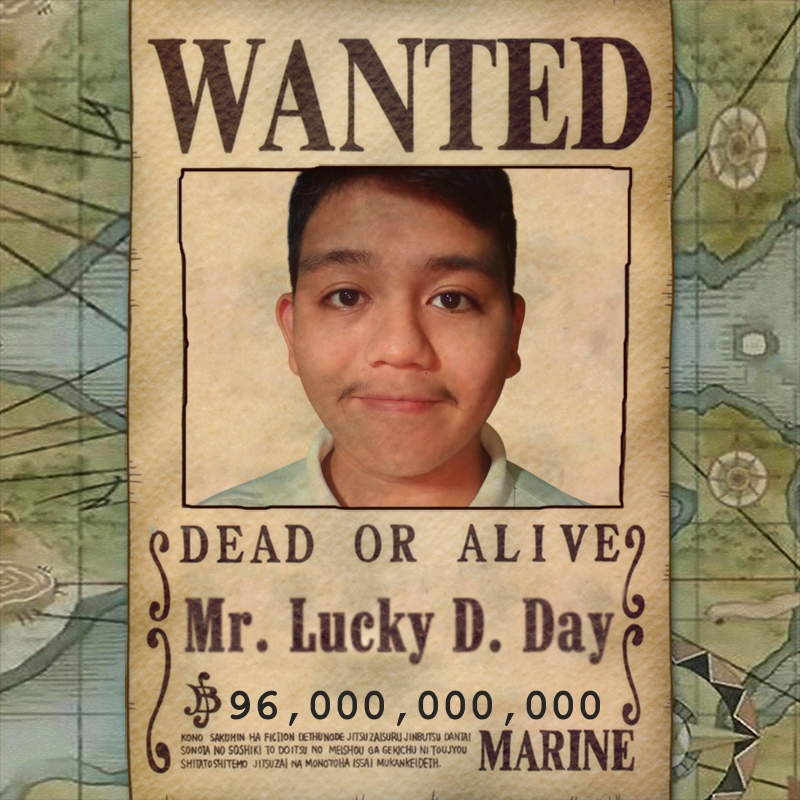 WANTED
DEAD OR ALIVE
Mr. Lucky D. Day
฿96,000,000,000
KONO SAKUHIN HA FICTION DETHUNODE JITSUZAISURU JINBUTSU DANTAI
SONOTA NO SOSHIKI TO DOITSU NO MEISHOU GA GEKICHU NI TOUJYOU
SHITATOSHITEMO JITSUZAI NA MONOTOHA ISSAI MUKANKEIDETH.
MARINE